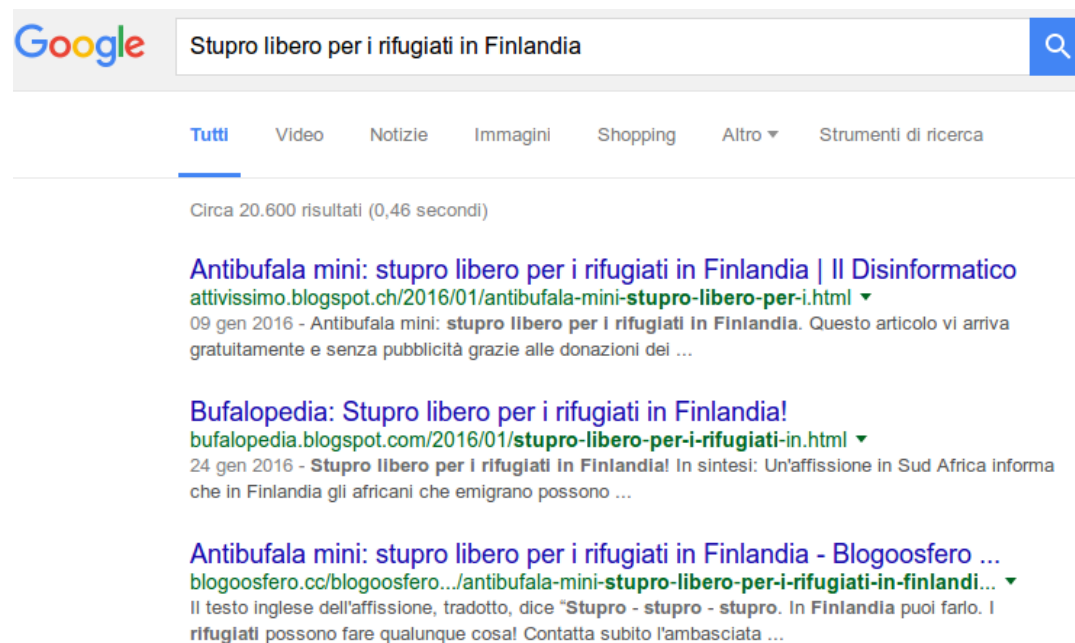 Google Stupro libero per i rifugiati in Finlandia
Tutti Video Notizie Immagini Shopping Altro Strumenti di ricerca
Circa 20.600 risultati (0,46 secondi)
Antibufala mini: stupro libero per i rifugiati in Finlandia | Il Disinformatico
attivissimo.blogspot.ch/2016/01/antibufala-mini-stupro-libero-per-i.html
09 gen 2016 - Antibufala mini: stupro libero per i rifugiati in Finlandia. Questo articolo vi arriva
gratuitamente e senza pubblicità grazie alle donazioni dei ...
Bufalopedia: Stupro libero per i rifugiati in Finlandia!
bufalopedia.blogspot.com/2016/01/stupro-libero-per-i-rifugiati-in.html
24 gen 2016 - Stupro libero per i rifugiati in Finlandia! In sintesi: Un'affissione in Sud Africa informa
che in Finlandia gli africani che emigrano possono ...
Antibufala mini: stupro libero per i rifugiati in Finlandia - Blogoosfero ...
blogoosfero.cc/blogoosfero.../antibufala-mini-stupro-libero-per-i-rifugiati-in-finlandi...
Il testo inglese dell'affissione, tradotto, dice “Stupro - stupro - stupro. In Finlandia puoi farlo. I
rifugiati possono fare qualunque cosa! Contatta subito l'ambasciata ...